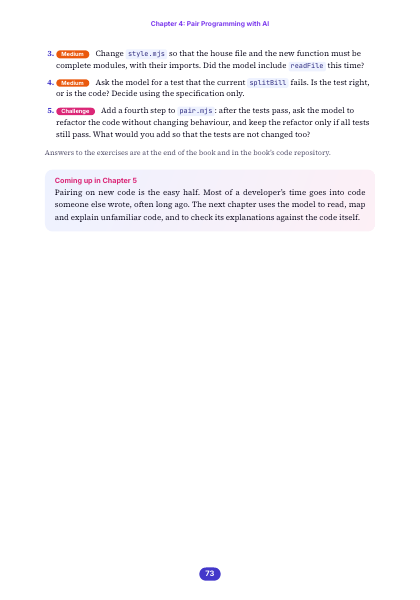 Chapter 4: Pair Programming with AI
3. Medium Change style.mjs so that the house file and the new function must be
complete modules, with their imports. Did the model include readFile this time?
4. Medium Ask the model for a test that the current splitBill fails. Is the test right,
or is the code? Decide using the specification only.
5. Challenge Add a fourth step to pair.mjs: after the tests pass, ask the model to
refactor the code without changing behaviour, and keep the refactor only if all tests
still pass. What would you add so that the tests are not changed too?
Answers to the exercises are at the end of the book and in the book's code repository.
Coming up in Chapter 5
Pairing on new code is the easy half. Most of a developer's time goes into code
someone else wrote, often long ago. The next chapter uses the model to read, map
and explain unfamiliar code, and to check its explanations against the code itself.
73